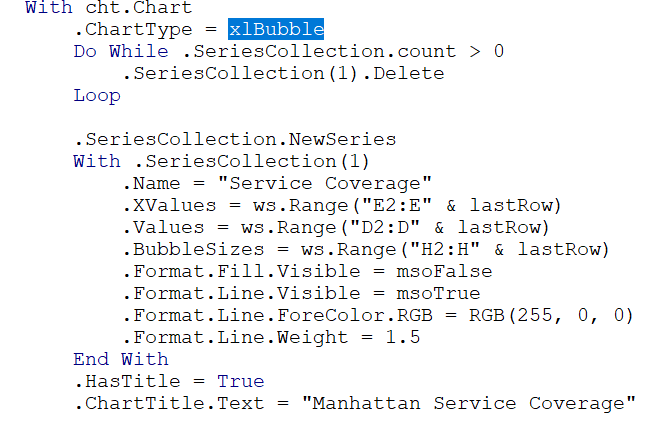 With cht.Chart
.ChartType = xlBubble
Do While .SeriesCollection.count > 0
.SeriesCollection(1).Delete
Loop
.SeriesCollection.NewSeries
With .SeriesCollection(1)
.Name = "Service Coverage"
.XValues = ws.Range("E2:E" & lastRow)
.Values = ws.Range("D2:D" & lastRow)
.BubbleSizes = ws.Range("H2:H" & lastRow)
.Format.Fill.Visible = msoFalse
.Format.Line.Visible = msoTrue
.Format.Line.ForeColor.RGB = RGB(255, 0, 0)
.Format.Line.Weight = 1.5
End With
.HasTitle = True
.ChartTitle.Text = "Manhattan Service Coverage"